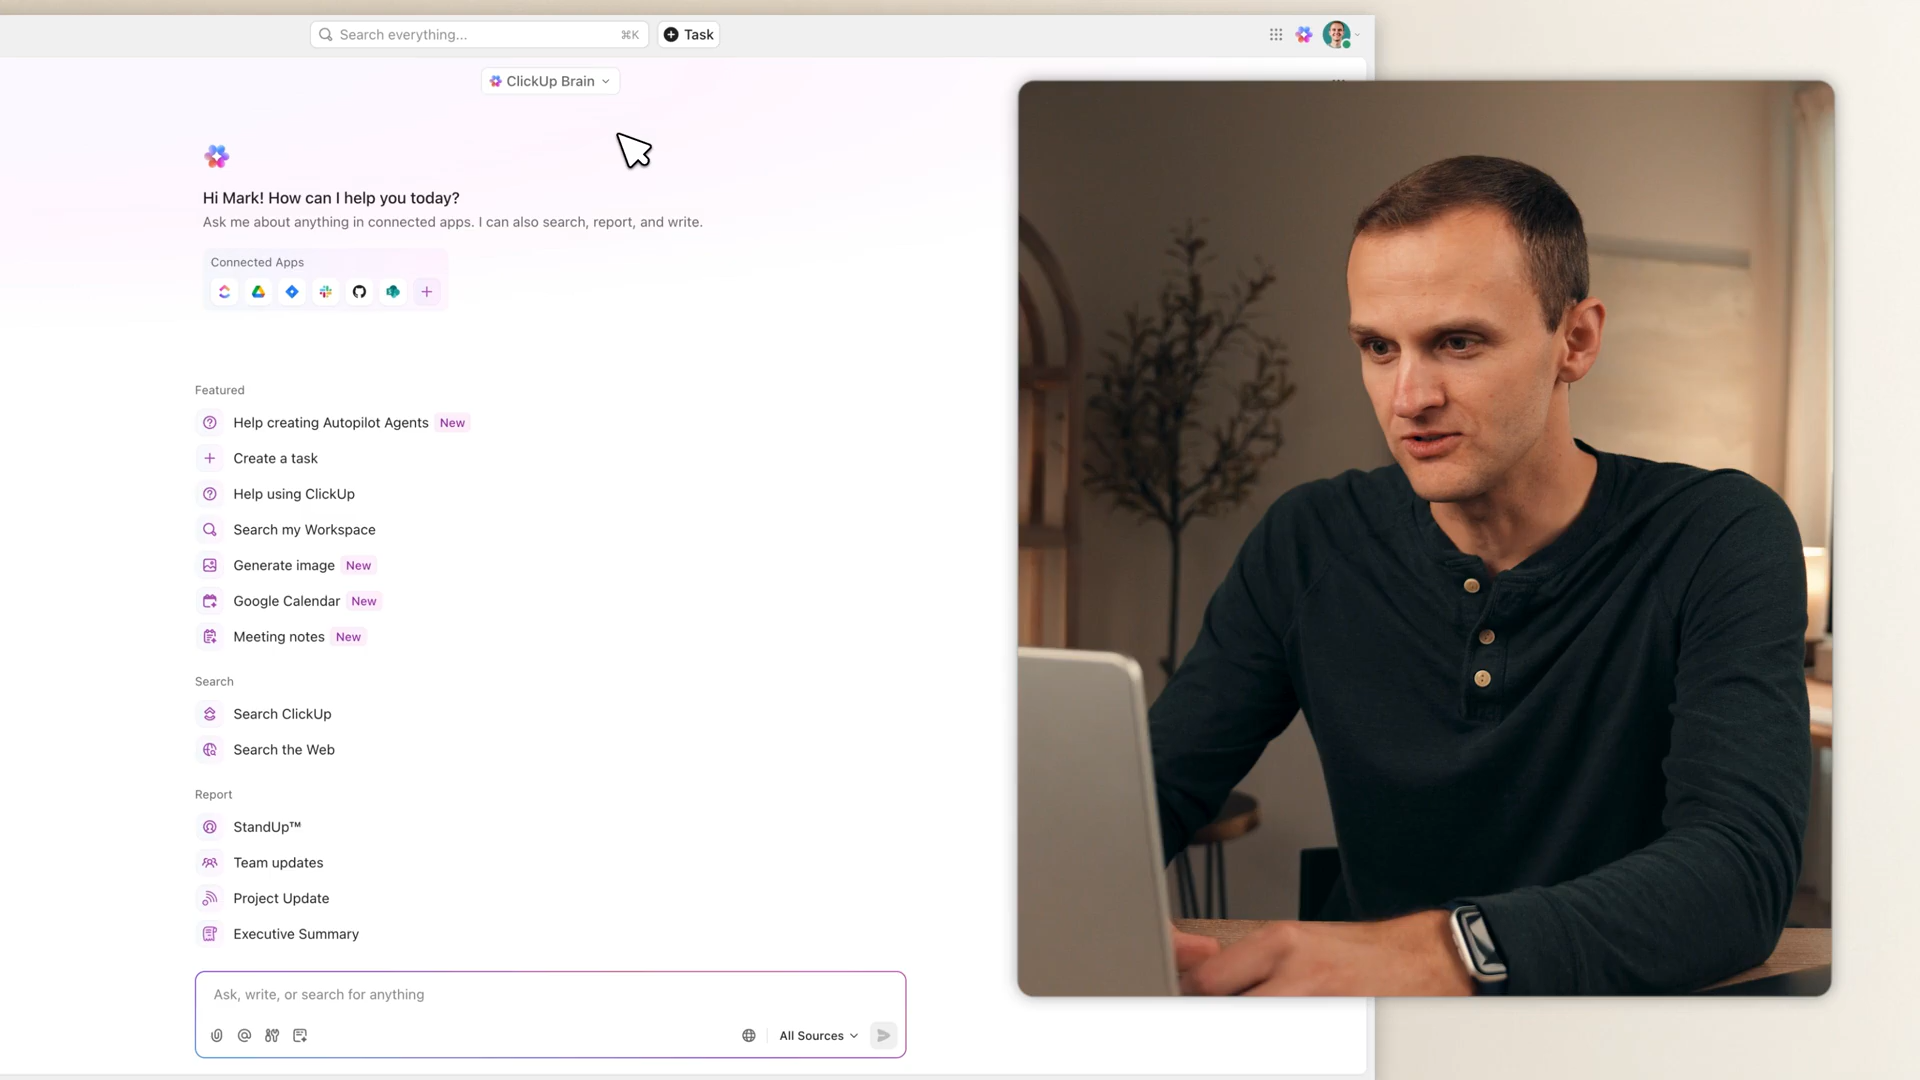 Search everything...
⌘K
Task
ClickUp Brain
Hi Mark! How can I help you today?
Ask me about anything in connected apps. I can also search, report, and write.
Connected Apps
Featured
Help creating Autopilot Agents New
Create a task
Help using ClickUp
Search my Workspace
Generate image New
Google Calendar New
Meeting notes New
Search
Search ClickUp
Search the Web
Report
StandUp™
Team updates
Project Update
Executive Summary
Ask, write, or search for anything
All Sources